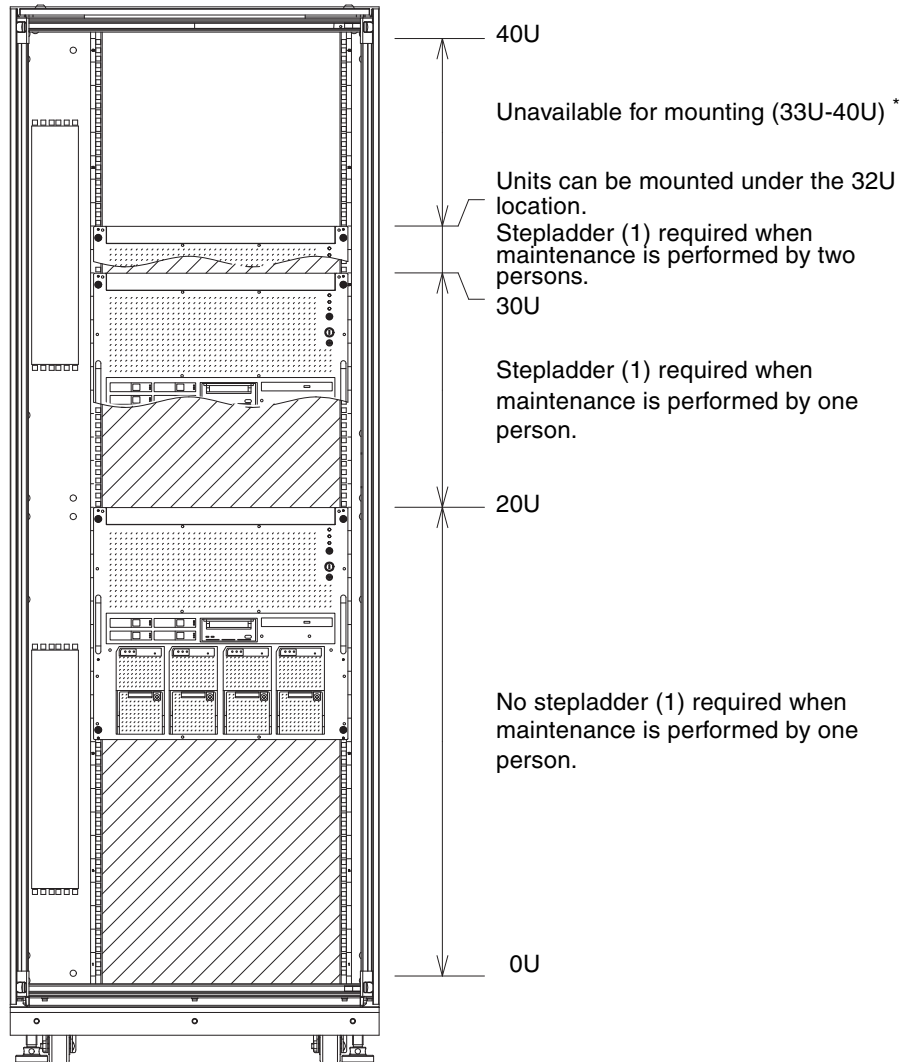 40U
Unavailable for mounting (33U-40U) *
Units can be mounted under the 32U
location.
Stepladder (1) required when
maintenance is performed by two
persons.
30U
Stepladder (1) required when
maintenance is performed by one
person.
20U
No stepladder (1) required when
maintenance is performed by one
person.
0U